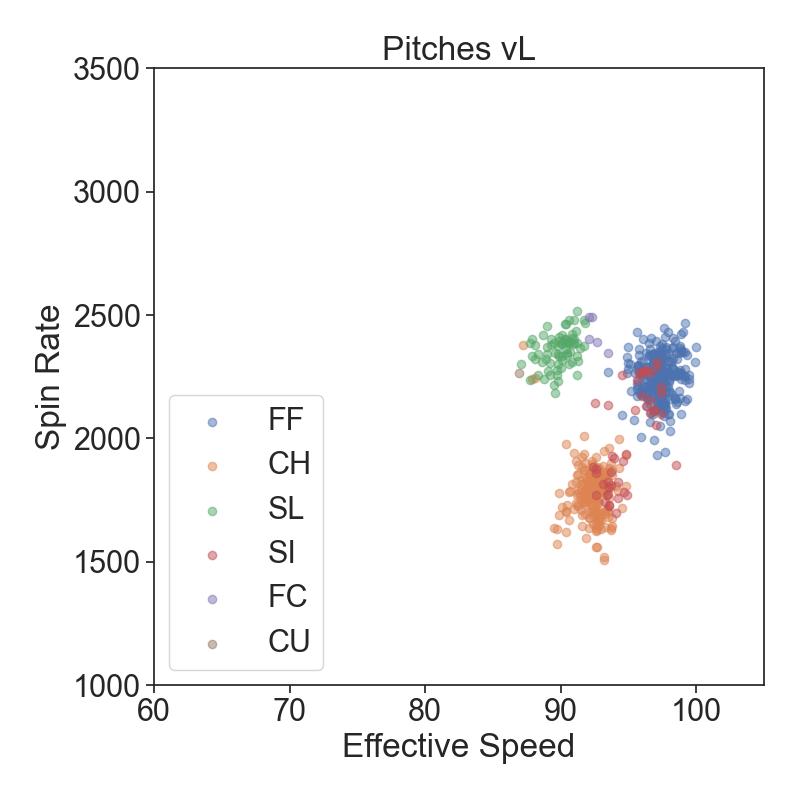 Pitches vL
3500
3000
2500
2000
1500
1000
Spin Rate
FF
CH
SL
SI
FC
CU
60 70 80 90 100
Effective Speed